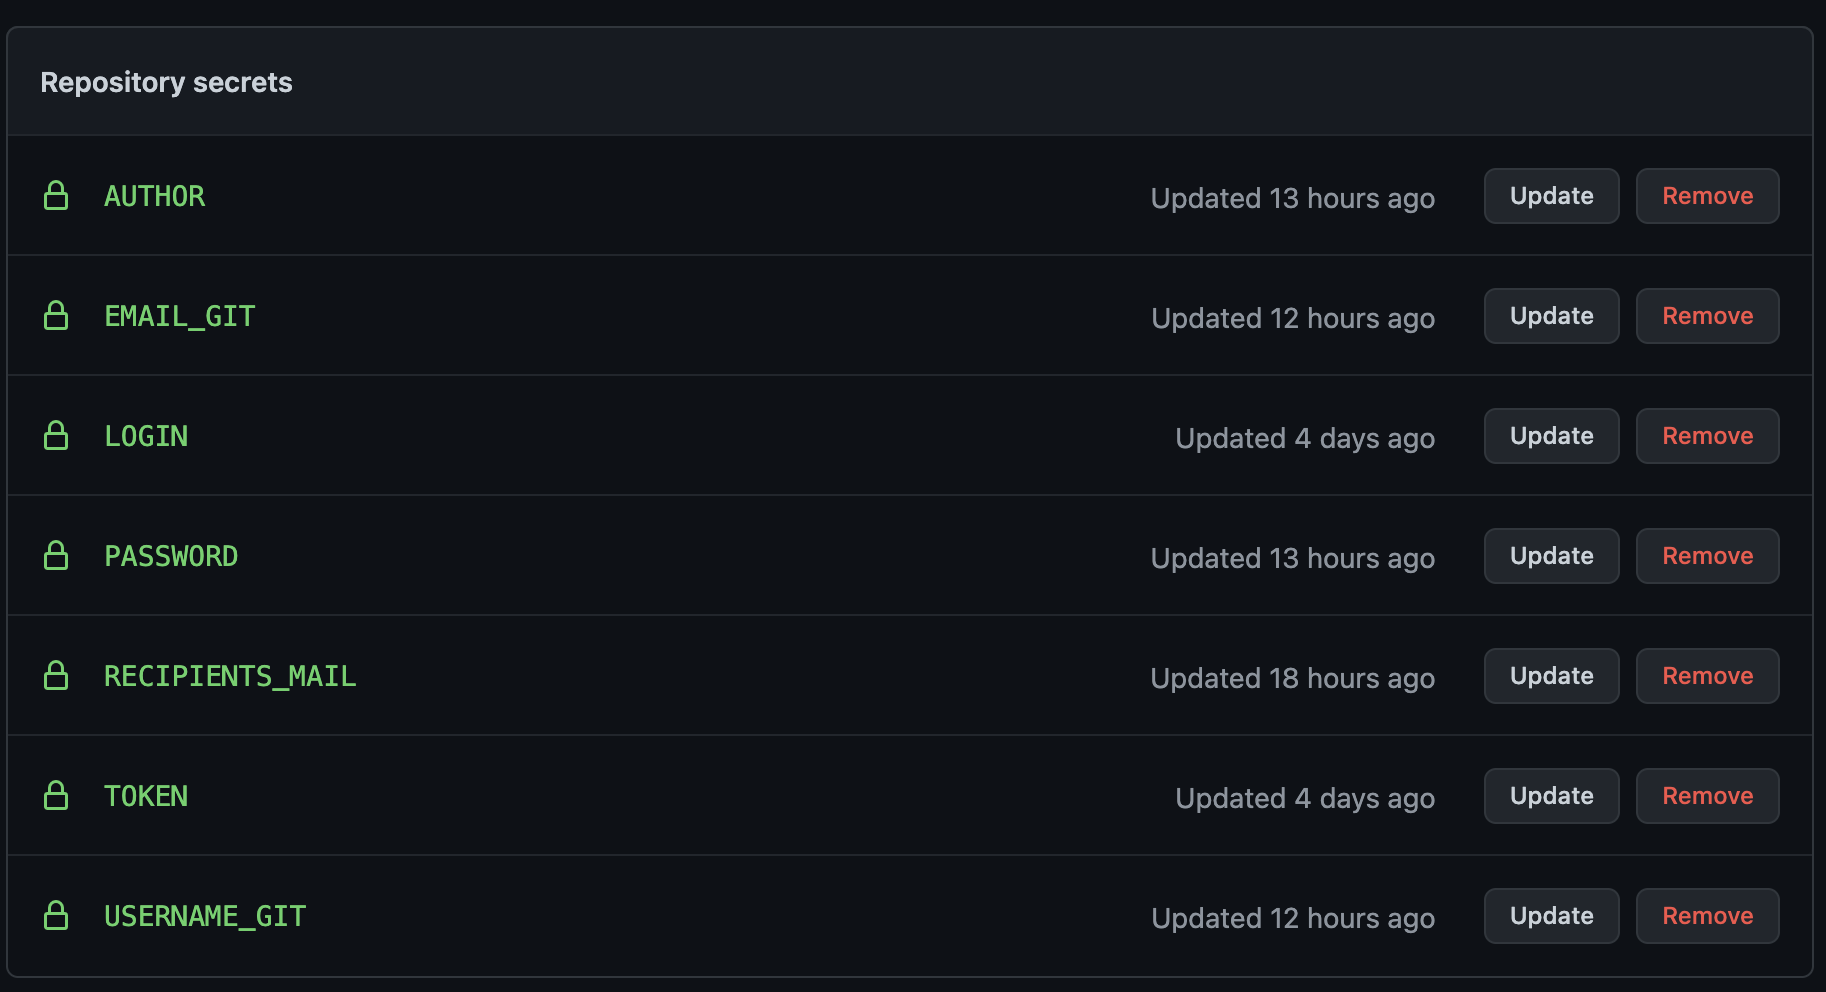 Repository secrets
AUTHOR Updated 13 hours ago Update Remove
EMAIL_GIT Updated 12 hours ago Update Remove
LOGIN Updated 4 days ago Update Remove
PASSWORD Updated 13 hours ago Update Remove
RECIPIENTS_MAIL Updated 18 hours ago Update Remove
TOKEN Updated 4 days ago Update Remove
USERNAME_GIT Updated 12 hours ago Update Remove